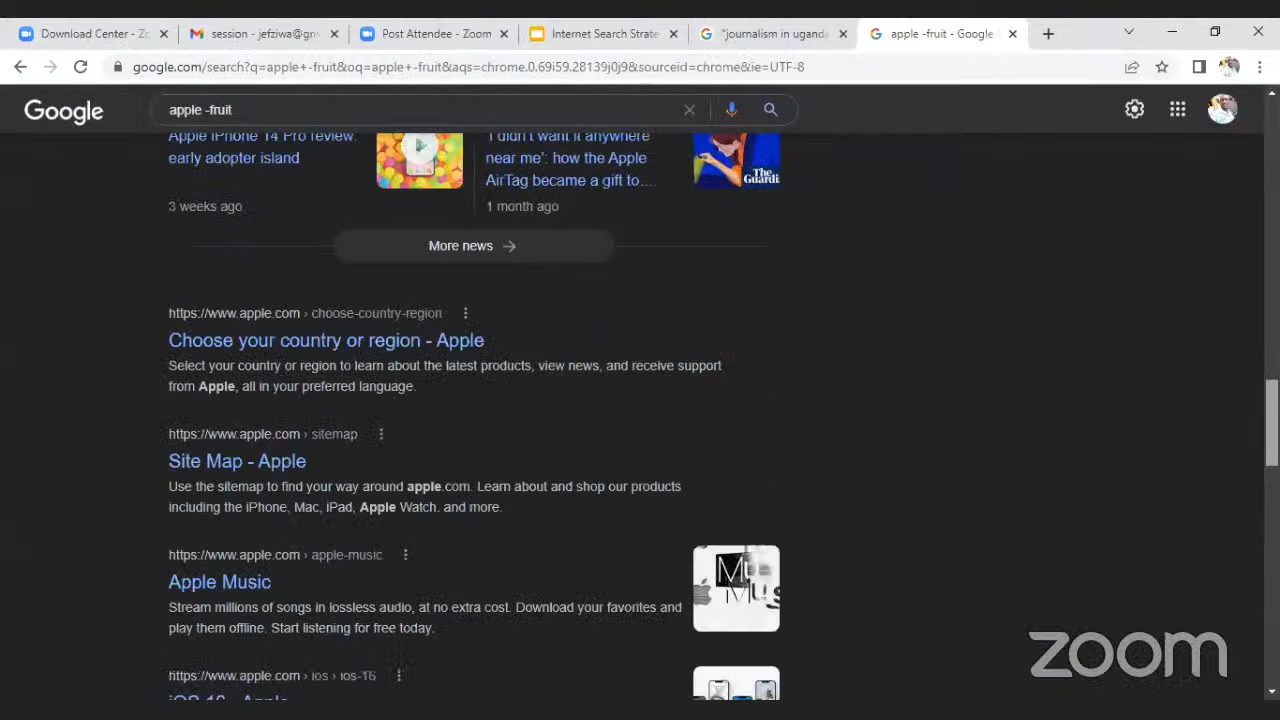 Download Center - Zo
session - jefziwa@gm
Post Attendee - Zoom
Internet Search Strate
"journalism in uganda
apple -fruit - Google
google.com/search?q=apple+-fruit&oq=apple+-fruit&aqs=chrome.0.69i59.28139j0j9&sourceid=chrome&ie=UTF-8
Google
apple -fruit
Apple iPhone 14 Pro review:
early adopter island
3 weeks ago
'I didn't want it anywhere
near me': how the Apple
AirTag became a gift to…
The
Guardi
1 month ago
More news
https://www.apple.com › choose-country-region
Choose your country or region - Apple
Select your country or region to learn about the latest products, view news, and receive support
from Apple, all in your preferred language.
https://www.apple.com › sitemap
Site Map - Apple
Use the sitemap to find your way around apple.com. Learn about and shop our products
including the iPhone, Mac, iPad, Apple Watch. and more.
https://www.apple.com › apple-music
Apple Music
Stream millions of songs in lossless audio, at no extra cost. Download your favorites and
play them offline. Start listening for free today.
https://www.apple.com › ios › ios-16
iOS 16 - Apple
zoom